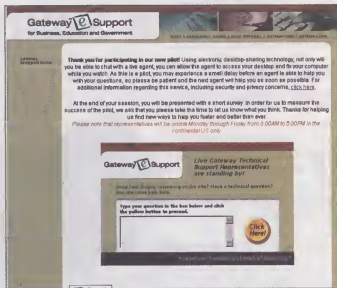 Gateway e Support
for Business, Education and Government
Thank you for participating in our new pilot! Using electronic, desktop-sharing technology, not only will
you be able to chat with a live agent, you can allow the agent to access your desktop and fix your computer
while you watch. As this is a pilot, you may experience a small delay before an agent is able to help you
with your questions, so please be patient and the next agent will help you us soon as possible. For
additional information regarding this service, including security and privacy concerns, click here.
At the end of your session, you will be presented with a short survey. In order for us to measure the
success of the pilot, we ask that you please take the time to let us know what you think. Thanks for helping
us find new ways to help you faster and better than ever.
Please note that representatives will be online Monday through Friday from 8:00AM to 5:00PM in the
continental US only
Gateway e Support
Live Gateway Technical
Support Representatives
are standing by!
Have a technical question?
Type your question in the box below and click
the yellow button to proceed.
Click
Here!